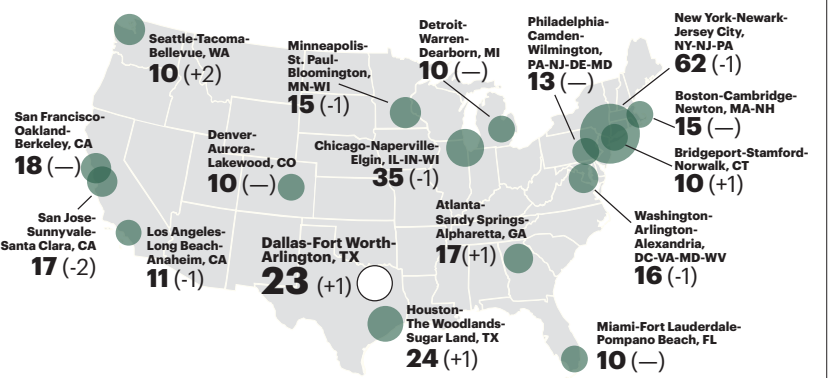 Seattle-Tacoma-
Bellevue, WA
10 (+2)
Minneapolis-
St. Paul-
Bloomington,
MN-WI
15 (-1)
Detroit-
Warren-
Dearborn, MI
10 (—)
Philadelphia-
Camden-
Wilmington,
PA-NJ-DE-MD
13 (—)
New York-Newark-
Jersey City,
NY-NJ-PA
62 (-1)
Boston-Cambridge-
Newton, MA-NH
15 (—)
Bridgeport-Stamford-
Norwalk, CT
10 (+1)
San Francisco-
Oakland-
Berkeley, CA
18 (—)
Denver-
Aurora-
Lakewood, CO
10 (—)
Chicago-Naperville-
Elgin, IL-IN-WI
35 (-1)
San Jose-
Sunnyvale-
Santa Clara, CA
17 (-2)
Los Angeles-
Long Beach-
Anaheim, CA
11 (-1)
Dallas-Fort Worth-
Arlington, TX
23 (+1)
Atlanta-
Sandy Springs-
Alpharetta, GA
17(+1)
Washington-
Arlington-
Alexandria,
DC-VA-MD-WV
16 (-1)
Houston-
The Woodlands-
Sugar Land, TX
24 (+1)
Miami-Fort Lauderdale-
Pompano Beach, FL
10 (—)